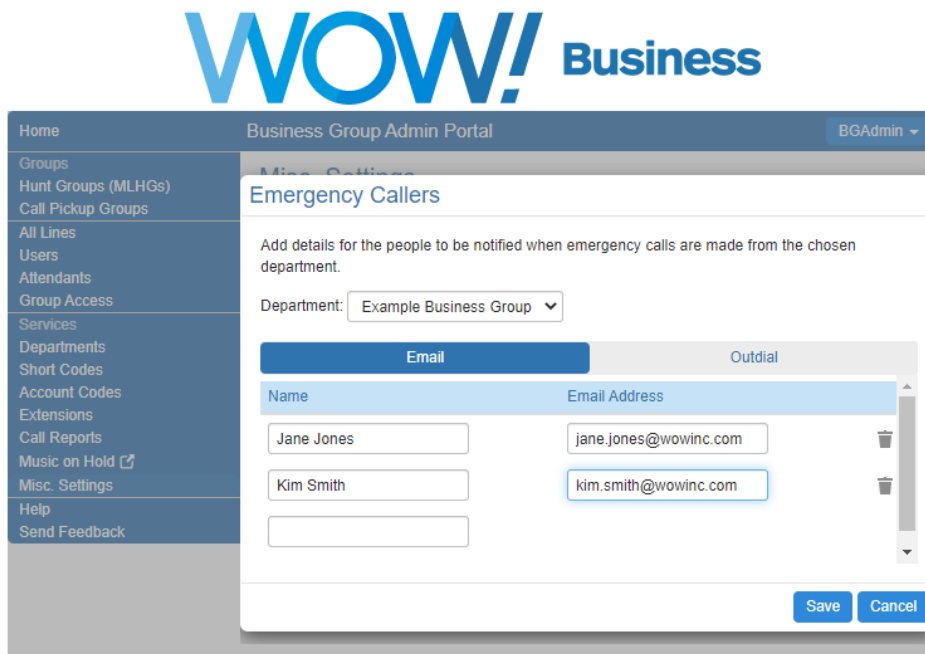 WOW! Business
Home
Business Group Admin Portal
BGAdmin
Groups
Hunt Groups (MLHGs)
Call Pickup Groups
All Lines
Users
Attendants
Group Access
Services
Departments
Short Codes
Account Codes
Extensions
Call Reports
Music on Hold
Misc. Settings
Help
Send Feedback
Misc. Settings
Emergency Callers
Add details for the people to be notified when emergency calls are made from the chosen
department.
Department: Example Business Group
Email Outdial
Name Email Address
Jane Jones jane.jones@wowinc.com
Kim Smith kim.smith@wowinc.com
Save Cancel